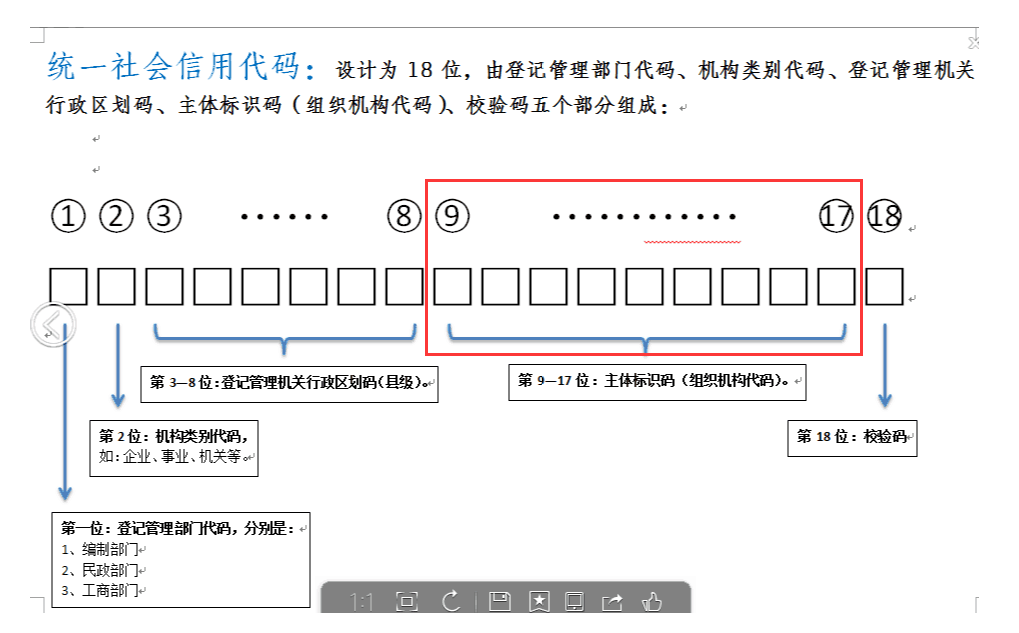 统一社会信用代码：设计为 18 位，由登记管理部门代码、机构类别代码、登记管理机关
行政区划码、主体标识码（组织机构代码）、校验码五个部分组成：
① ② ③ ······ ⑧ ⑨ ············ ⑰ ⑱
第 3—8 位：登记管理机关行政区划码（县级）。
第 9—17 位：主体标识码（组织机构代码）。
第 2 位：机构类别代码，
如：企业、事业、机关等。
第 18 位：校验码
第一位：登记管理部门代码，分别是：
1、编制部门
2、民政部门
3、工商部门
1:1